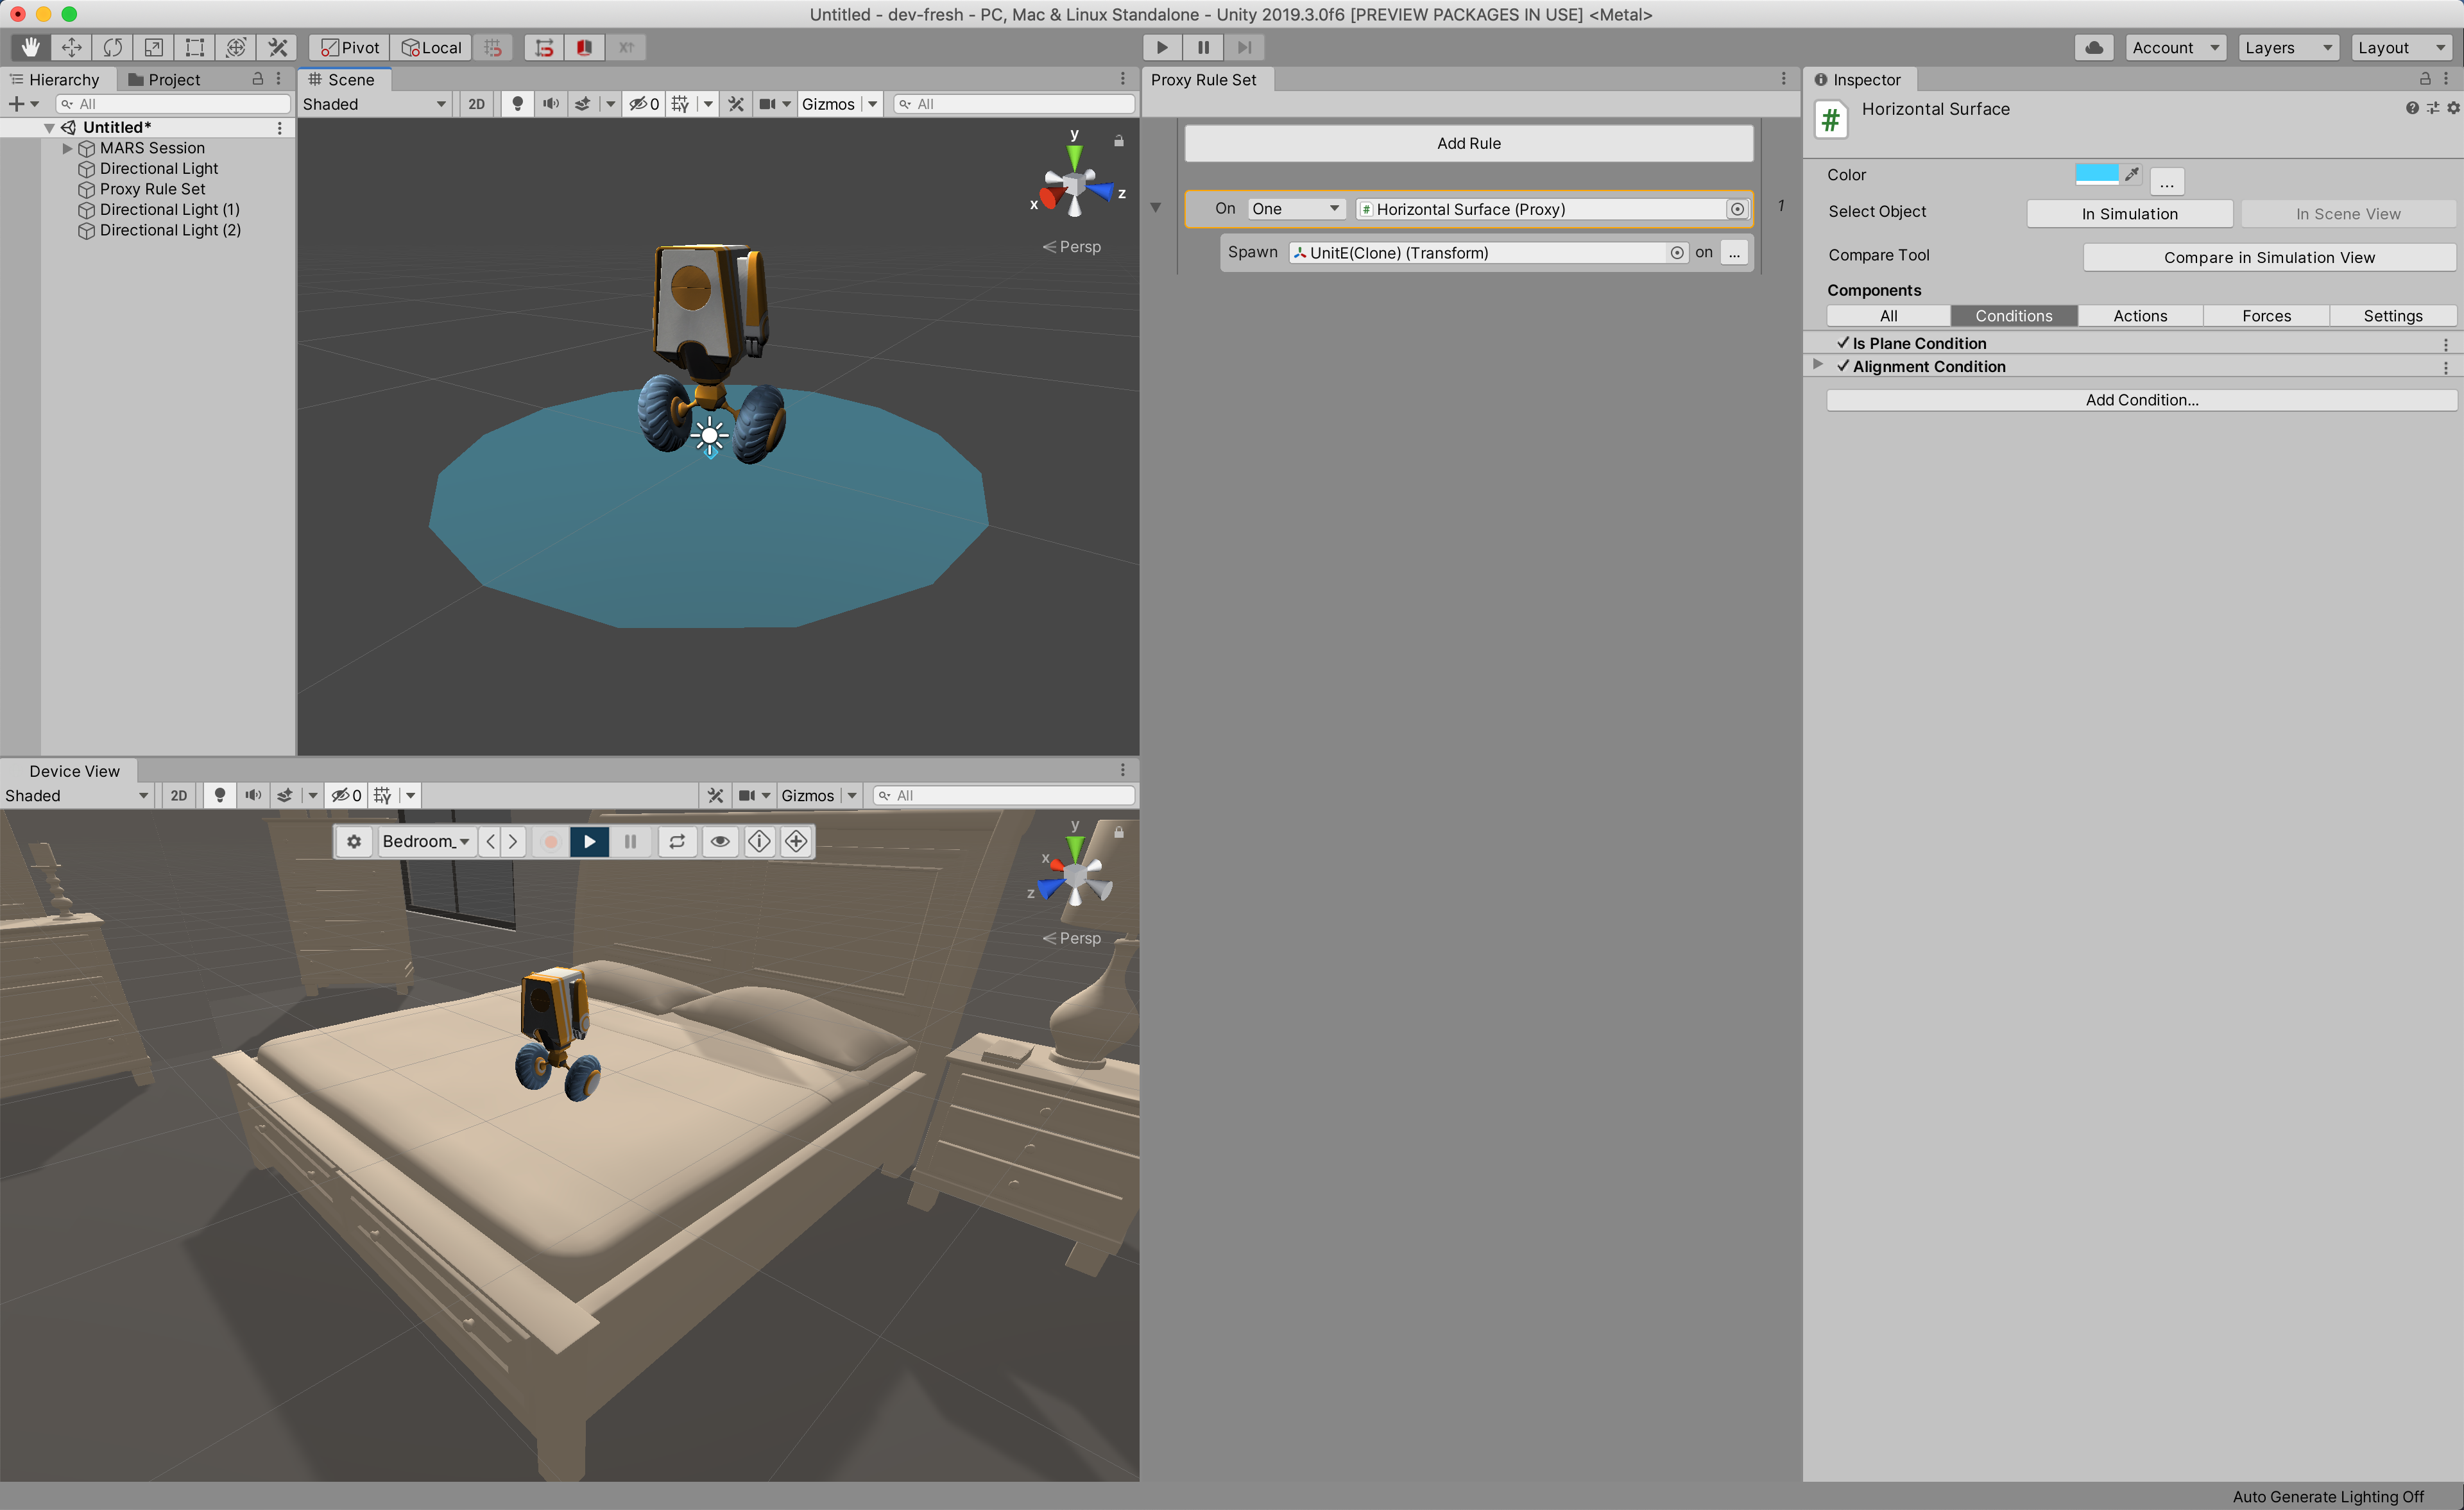 Untitled - dev-fresh - PC, Mac & Linux Standalone - Unity 2019.3.0f6 [PREVIEW PACKAGES IN USE] <Metal>
Pivot Local Account Layers Layout
Hierarchy Project
All
Untitled*
MARS Session
Directional Light
Proxy Rule Set
Directional Light (1)
Directional Light (2)
Scene
Shaded 2D 0 Gizmos All
y
x
z
Persp
Device View
Shaded 2D 0 Gizmos All
Bedroom_
y
x
z
Persp
Proxy Rule Set
Add Rule
On One # Horizontal Surface (Proxy) 1
Spawn UnitE(Clone) (Transform) on ...
Inspector
# Horizontal Surface
Color ...
Select Object In Simulation In Scene View
Compare Tool Compare in Simulation View
Components
All Conditions Actions Forces Settings
Is Plane Condition
Alignment Condition
Add Condition...
Auto Generate Lighting Off